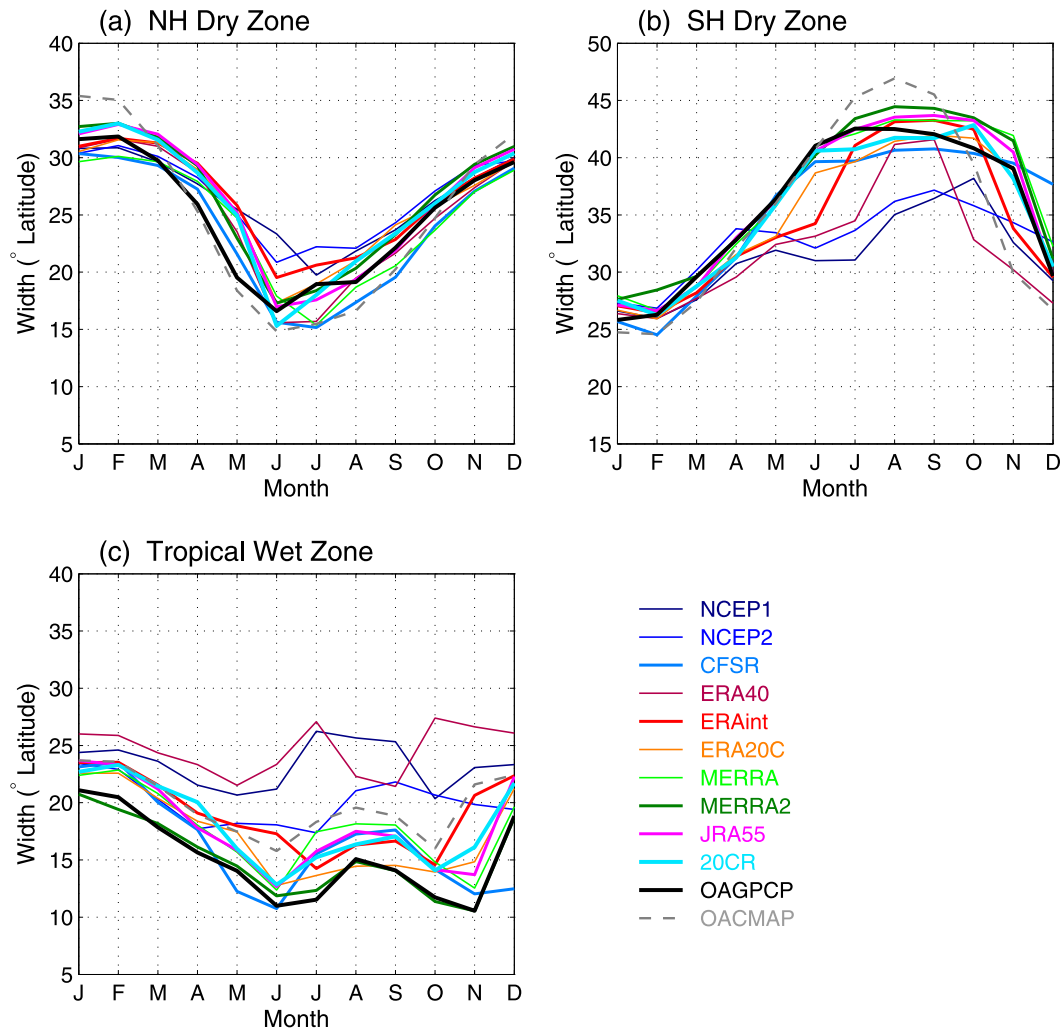 (a) NH Dry Zone
40
35
30
25
20
15
10
5
Width (° Latitude)
J F M A M J J A S O N D
Month
(b) SH Dry Zone
50
45
40
35
30
25
20
15
Width (° Latitude)
J F M A M J J A S O N D
Month
(c) Tropical Wet Zone
40
35
30
25
20
15
10
5
Width (° Latitude)
J F M A M J J A S O N D
Month
NCEP1
NCEP2
CFSR
ERA40
ERAint
ERA20C
MERRA
MERRA2
JRA55
20CR
OAGPCP
OACMAP